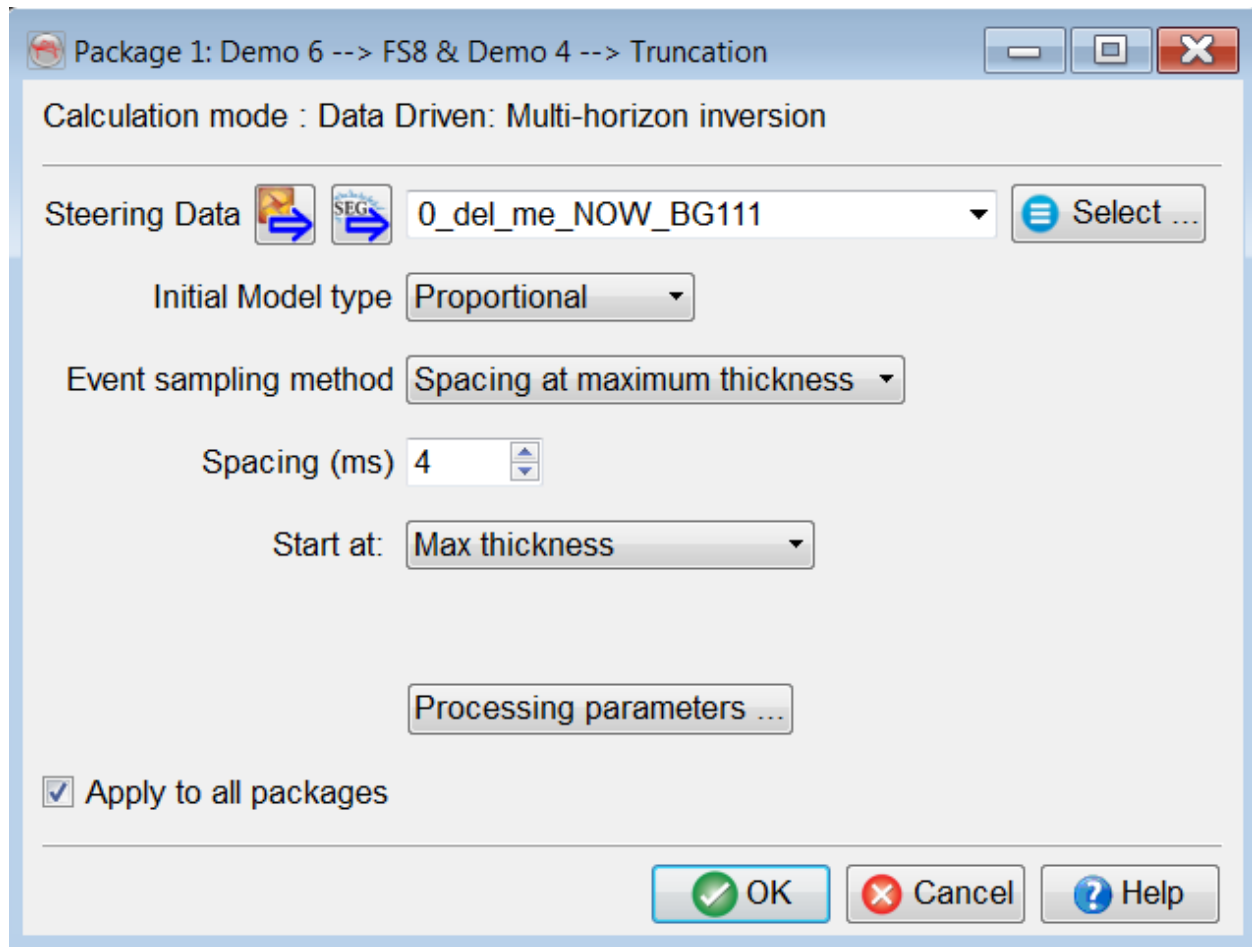 Package 1: Demo 6 --> FS8 & Demo 4 --> Truncation
Calculation mode : Data Driven: Multi-horizon inversion
Steering Data SEG 0_del_me_NOW_BG111 Select ...
Initial Model type Proportional
Event sampling method Spacing at maximum thickness
Spacing (ms) 4
Start at: Max thickness
Processing parameters ...
Apply to all packages
OK Cancel Help